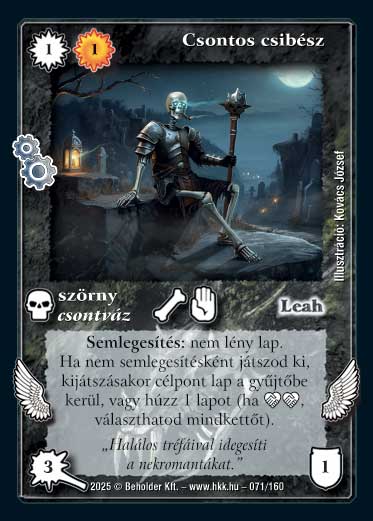 1 1 Csontos csibész
Illusztráció: Kovács József
szörny
csontváz
Leah
Semlegesítés: nem lény lap.
Ha nem semlegesítésként játszod ki,
kijátszásakor célpont lap a gyűjtőbe
kerül, vagy húzz 1 lapot (ha
választhatod mindkettőt).
„Halálos tréfáival idegesíti
a nekromantákat.”
3
1
2025 © Beholder Kft. – www.hkk.hu – 071/160